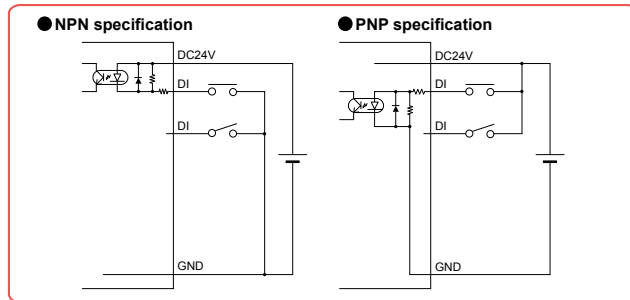 ● NPN specification
DC24V
DI
DI
GND
● PNP specification
DC24V
DI
DI
GND